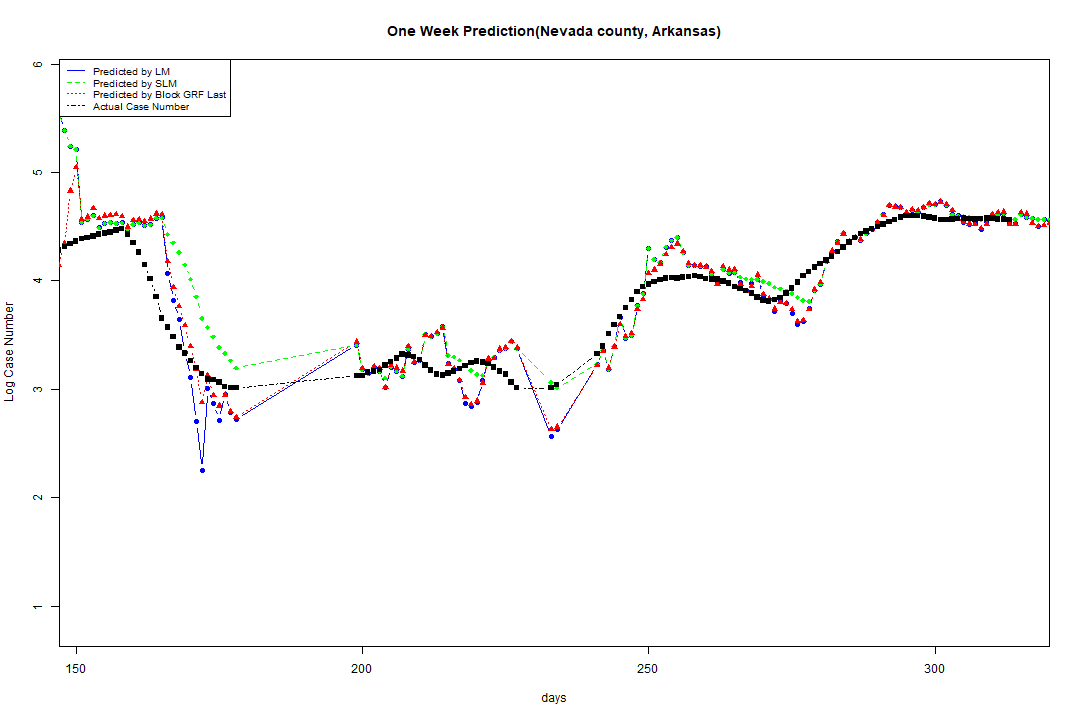 One Week Prediction(Nevada county, Arkansas)
Predicted by LM
Predicted by SLM
Predicted by Block GRF Last
Actual Case Number
6
5
4
3
2
1
Log Case Number
150 200 250 300
days